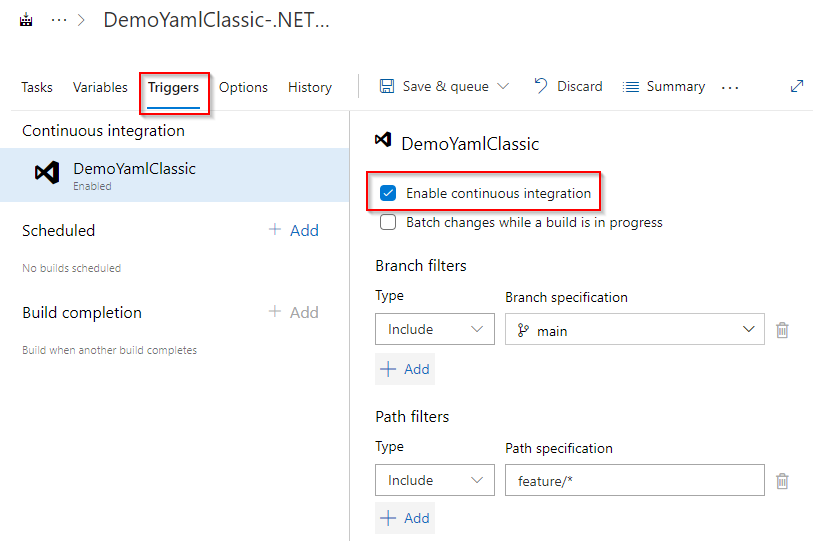 ... > DemoYamlClassic-.NET...
Tasks Variables Triggers Options History Save & queue Discard Summary ...
Continuous integration
DemoYamlClassic
Enabled
Scheduled + Add
No builds scheduled
Build completion + Add
Build when another build completes
DemoYamlClassic
Enable continuous integration
Batch changes while a build is in progress
Branch filters
Type Branch specification
Include main
+ Add
Path filters
Type Path specification
Include feature/*
+ Add